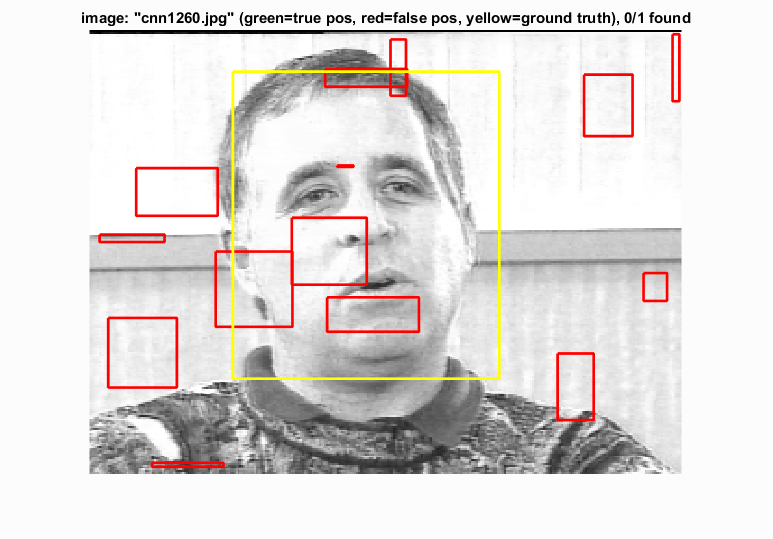 image: "cnn1260.jpg" (green=true pos, red=false pos, yellow=ground truth), 0/1 found